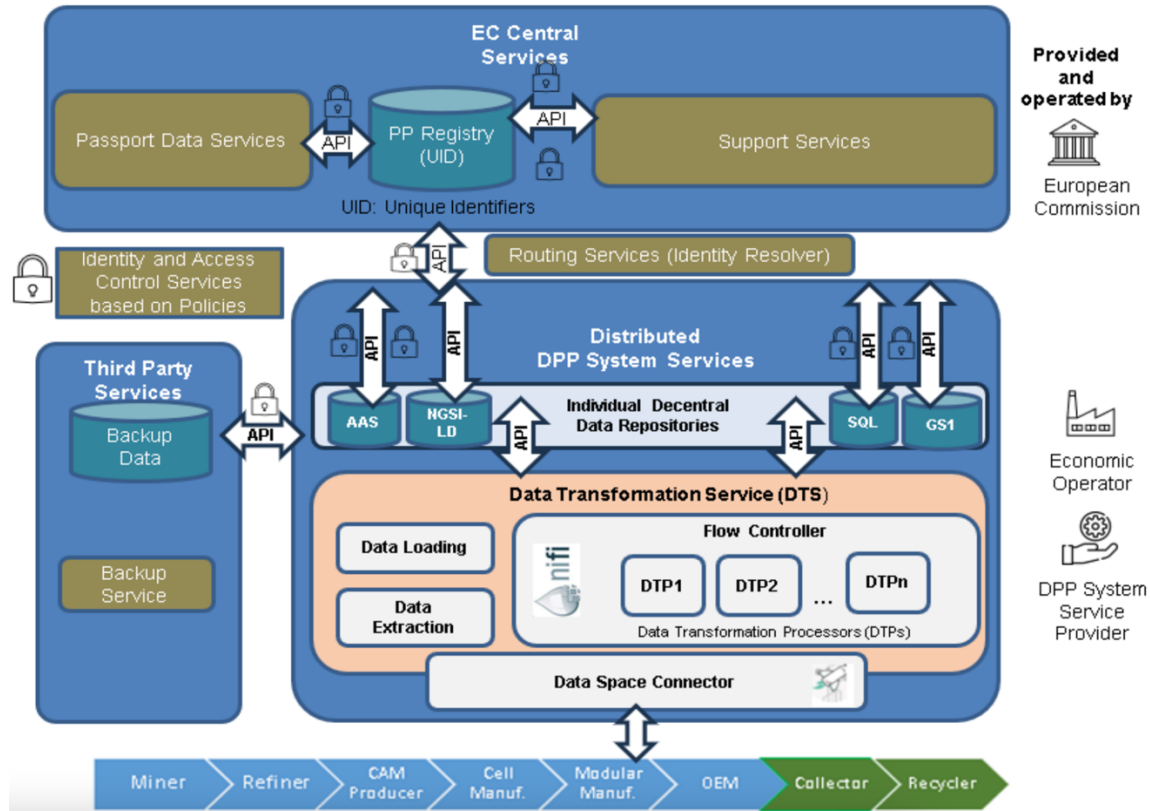 EC Central
Services
Provided
and
operated by
Passport Data Services
API
PP Registry
(UID)
API
Support Services
European
Commission
UID: Unique Identifiers
API
Routing Services (Identity Resolver)
Identity and Access
Control Services
based on Policies
Distributed
DPP System Services
API
API
API
API
Third Party
Services
Backup
Data
API
AAS
NGSI-
LD
Individual Decentral
Data Repositories
SQL
GS1
API
API
Economic
Operator
Data Transformation Service (DTS)
Data Loading
Data
Extraction
Flow Controller
nifi
DTP1
DTP2
...
DTPn
Data Transformation Processors (DTPs)
Backup
Service
DPP System
Service
Provider
Data Space Connector
Miner
Refiner
CAM
Producer
Cell
Manuf.
Modular
Manuf.
OEM
Collector
Recycler